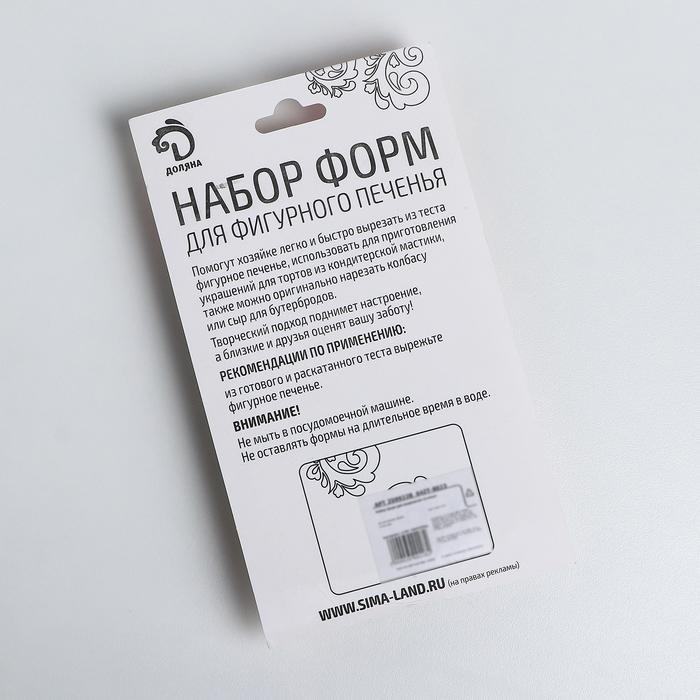 ДОЛЯНА
НАБОР ФОРМ
ДЛЯ ФИГУРНОГО ПЕЧЕНЬЯ
Помогут хозяйке легко и быстро вырезать из теста
фигурное печенье, использовать для приготовления
украшений для тортов из кондитерской мастики,
также можно оригинально нарезать колбасу
или сыр для бутербродов.
Творческий подход поднимет настроение,
а близкие и друзья оценят вашу заботу!
РЕКОМЕНДАЦИИ ПО ПРИМЕНЕНИЮ:
из готового и раскатанного теста вырежьте
фигурное печенье.
ВНИМАНИЕ!
Не мыть в посудомоечной машине.
Не оставлять формы на длительное время в воде.
WWW.SIMA-LAND.RU (на правах рекламы)